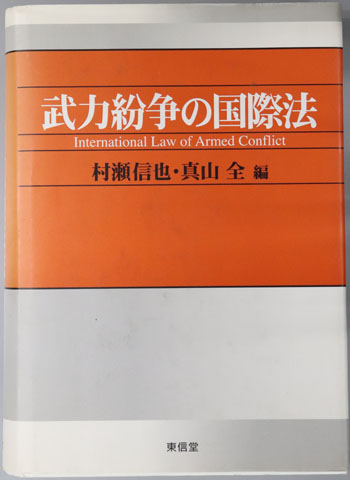 武力紛争の国際法
International Law of Armed Conflict
村瀬信也・真山 全 編
東信堂